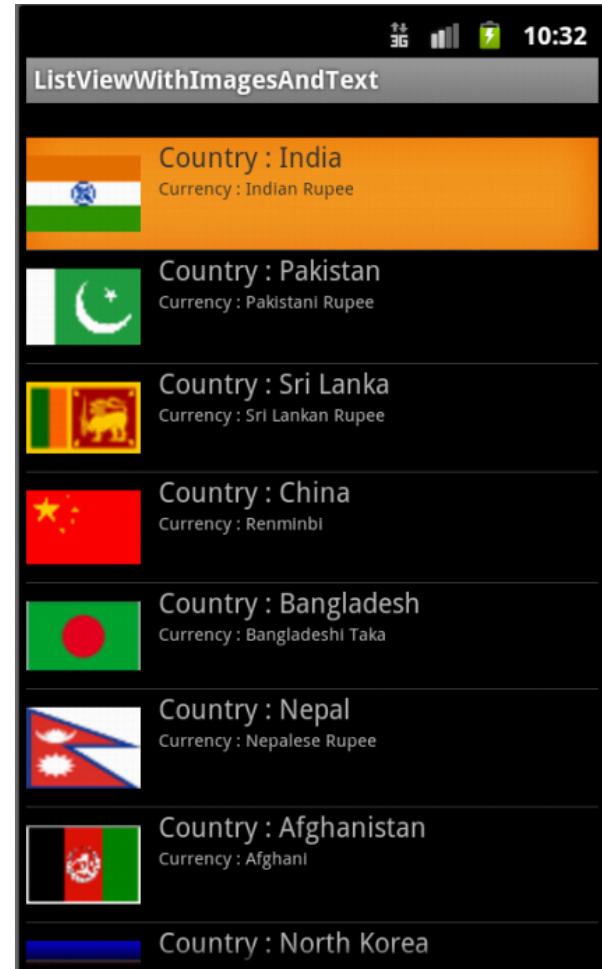 3G 10:32
ListViewWithImagesAndText
Country : India
Currency : Indian Rupee
Country : Pakistan
Currency : Pakistani Rupee
Country : Sri Lanka
Currency : Sri Lankan Rupee
Country : China
Currency : Renminbi
Country : Bangladesh
Currency : Bangladeshi Taka
Country : Nepal
Currency : Nepalese Rupee
Country : Afghanistan
Currency : Afghani
Country : North Korea